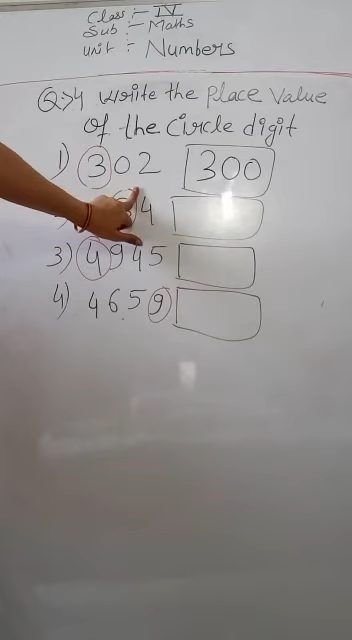 Class :- IV
Sub :- Maths
unit :- Numbers
Q>4 Write the place value
of the circle digit
1) 302 300
4
3) 4945
4) 4659